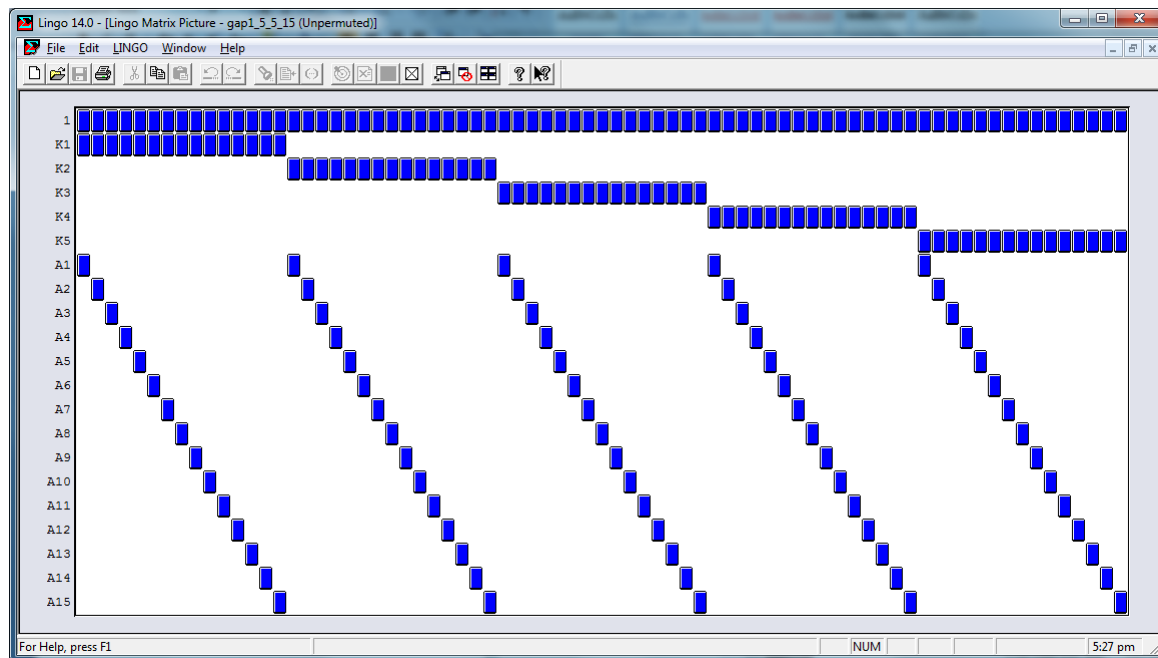 Lingo 14.0 - [Lingo Matrix Picture - gap1_5_5_15 (Unpermuted)]
File Edit LINGO Window Help
1
K1
K2
K3
K4
K5
A1
A2
A3
A4
A5
A6
A7
A8
A9
A10
A11
A12
A13
A14
A15
For Help, press F1 NUM 5:27 pm